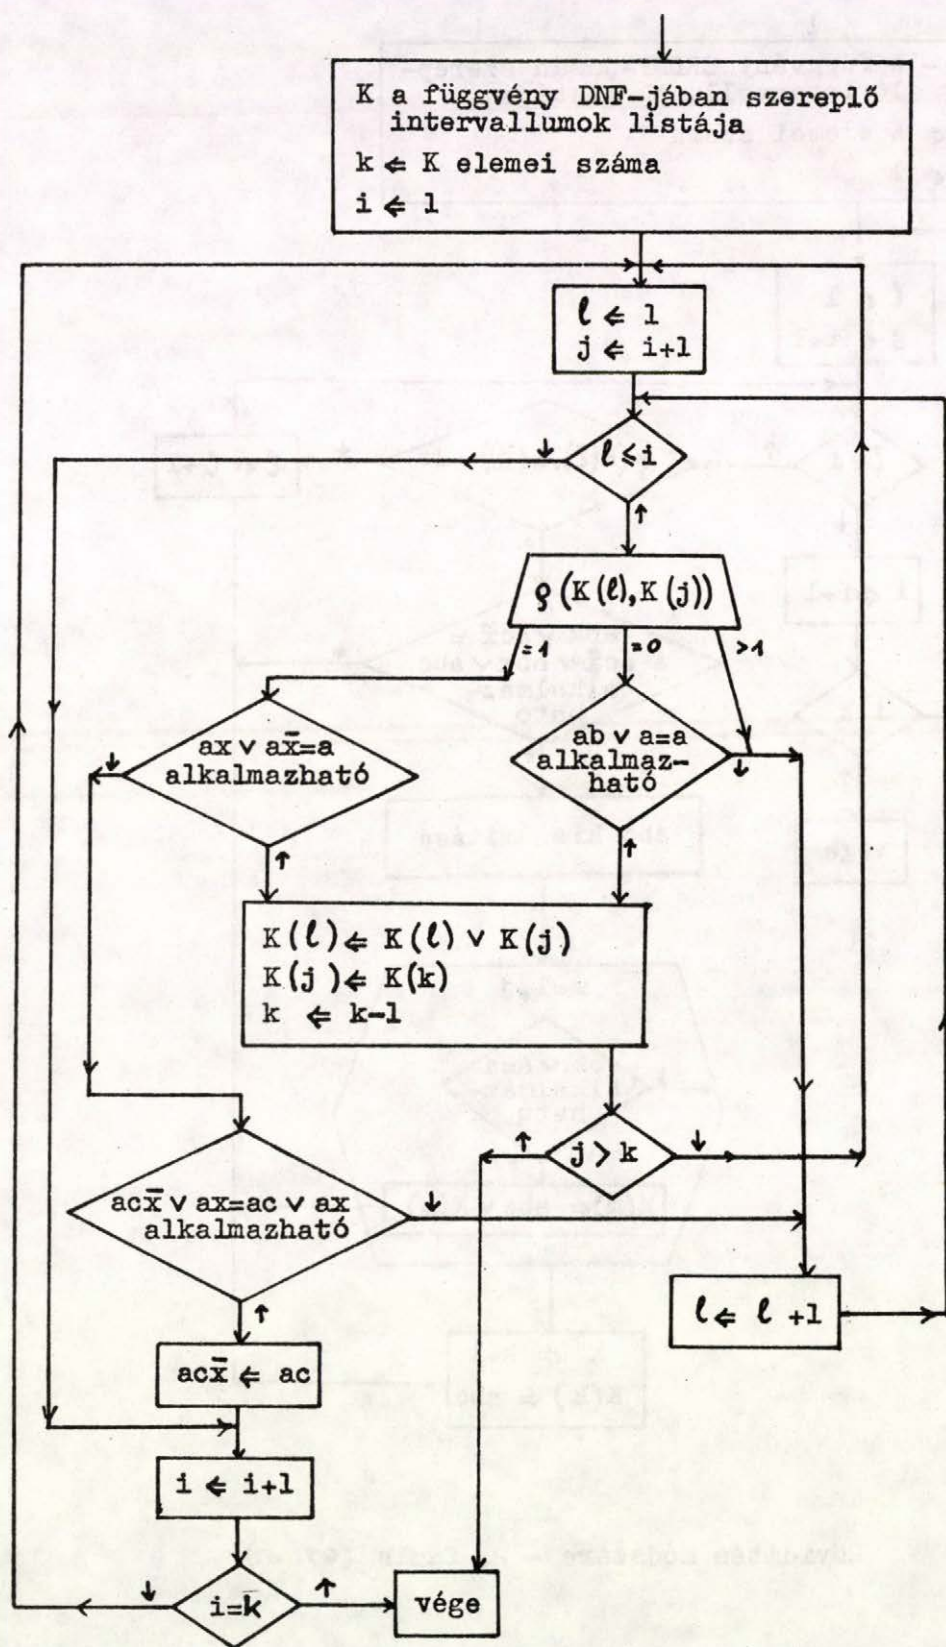 K a függvény DNF-jában szereplő
intervallumok listája
k ⇐ K elemei száma
i ⇐ 1
ℓ ⇐ 1
j ⇐ i+1
ℓ ≤ i
↓
↑
ϱ (K(ℓ), K(j))
=1
=0
>1
ax ∨ ax̄=a
alkalmazható
↓
↑
ab ∨ a=a
alkalmaz-
ható
↓
↑
K(ℓ) ⇐ K(ℓ) ∨ K(j)
K(j) ⇐ K(k)
k ⇐ k-1
j > k
↑
↓
acx̄ ∨ ax=ac ∨ ax
alkalmazható
↓
↑
ℓ ⇐ ℓ +1
acx̄ ⇐ ac
i ⇐ i+1
i=k
↓
↑
vége